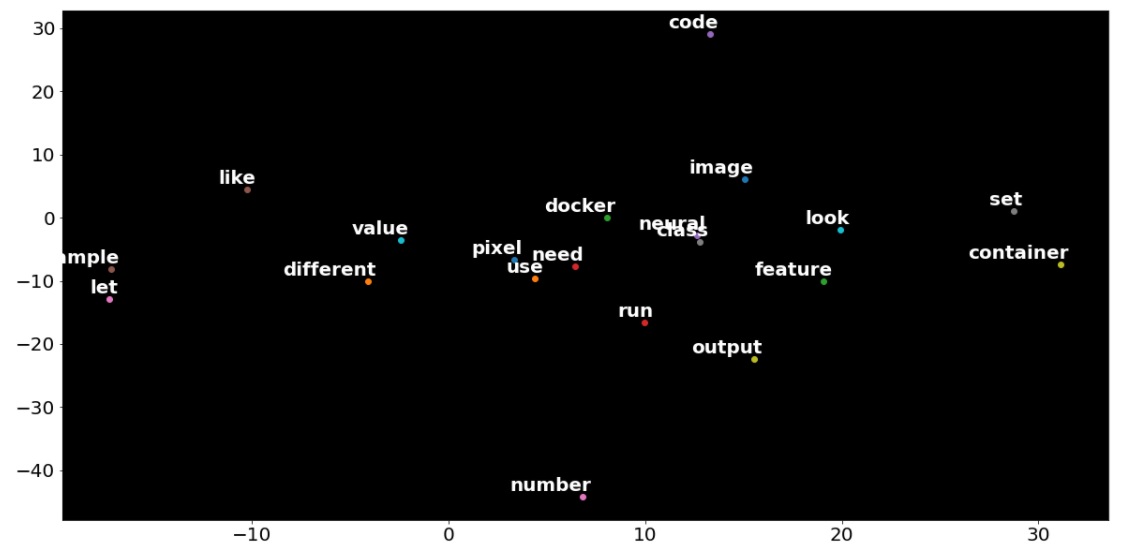 code
30
20
10
image
like
set
docker
0
look
neural
class
value
pixel
need
container
ample
use
different
feature
−10
let
run
output
−20
−30
−40
number
−10
0
10
20
30